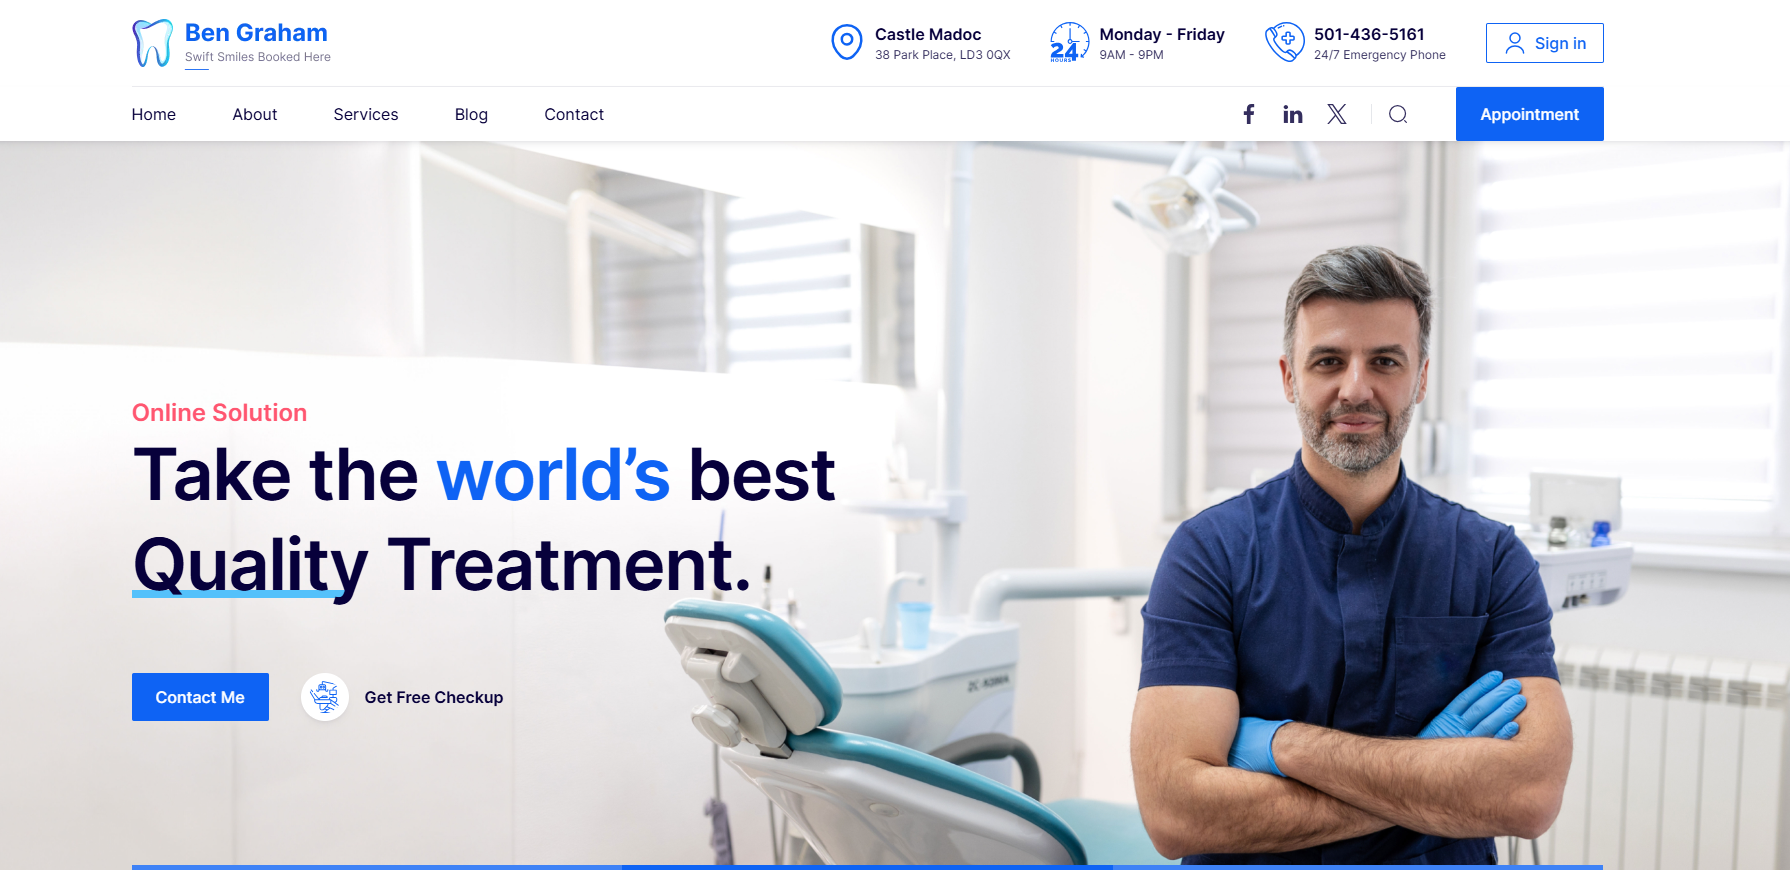 Ben Graham
Swift Smiles Booked Here
Castle Madoc
38 Park Place, LD3 0QX
24
HOURS
Monday - Friday
9AM - 9PM
501-436-5161
24/7 Emergency Phone
Sign in
Home
About
Services
Blog
Contact
Appointment
Online Solution
Take the world’s best
Quality Treatment.
Contact Me
Get Free Checkup